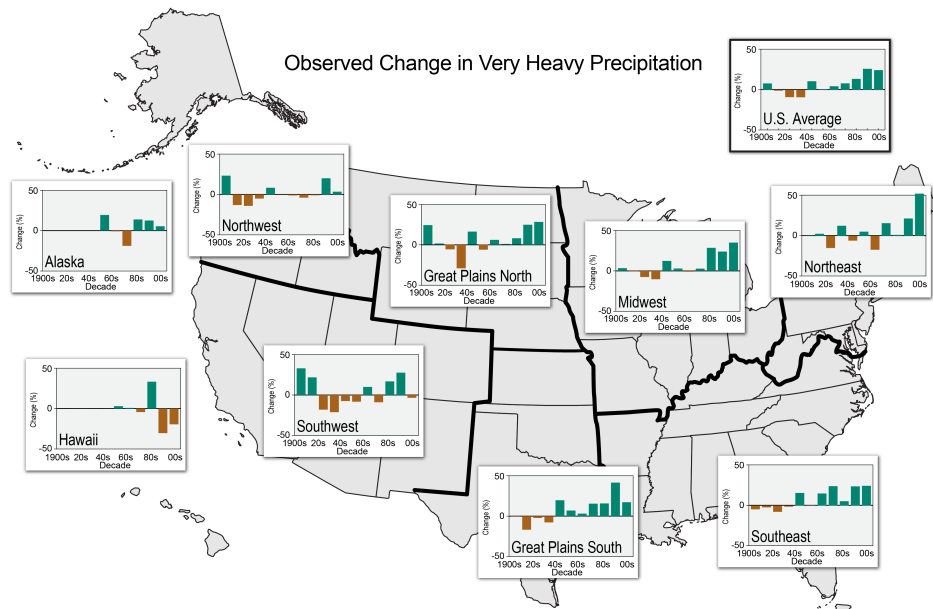 Observed Change in Very Heavy Precipitation
50
0
-50
Change (%)
U.S. Average
1900s 20s 40s 60s 80s 00s
Decade
50
0
-50
Change (%)
Northwest
1900s 20s 40s 60s 80s 00s
Decade
50
0
-50
Change (%)
Alaska
1900s 20s 40s 60s 80s 00s
Decade
50
0
-50
Change (%)
Great Plains North
1900s 20s 40s 60s 80s 00s
Decade
50
0
-50
Change (%)
Midwest
1900s 20s 40s 60s 80s 00s
Decade
50
0
-50
Change (%)
Northeast
1900s 20s 40s 60s 80s 00s
Decade
50
0
-50
Change (%)
Hawaii
1900s 20s 40s 60s 80s 00s
Decade
50
0
-50
Change (%)
Southwest
1900s 20s 40s 60s 80s 00s
Decade
50
0
-50
Change (%)
Great Plains South
1900s 20s 40s 60s 80s 00s
Decade
50
0
-50
Change (%)
Southeast
1900s 20s 40s 60s 80s 00s
Decade